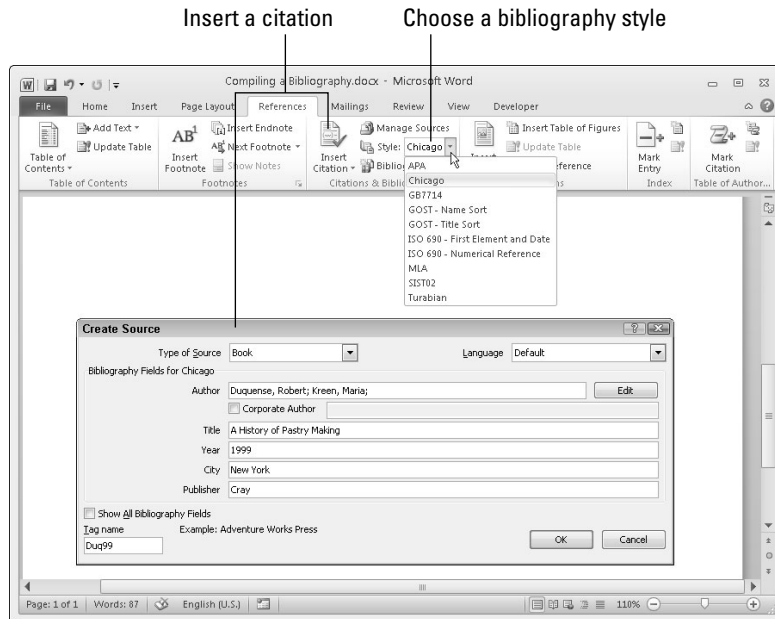 Insert a citation Choose a bibliography style
Compiling a Bibliography.docx - Microsoft Word
File Home Insert Page Layout References Mailings Review View Developer
Table of Contents
Add Text
Update Table
Table of Contents
AB1
Insert Footnote
Insert Endnote
AB Next Footnote
Show Notes
Footnotes
Insert Citation
Manage Sources
Style: Chicago
Biblio
Citations & Bibli
Insert Table of Figures
Update Table
ference
ns
Mark Entry
Index
Mark Citation
Table of Author...
APA
Chicago
GB7714
GOST - Name Sort
GOST - Title Sort
ISO 690 - First Element and Date
ISO 690 - Numerical Reference
MLA
SIST02
Turabian
Create Source
Type of Source Book Language Default
Bibliography Fields for Chicago
Author Duquense, Robert; Kreen, Maria; Edit
Corporate Author
Title A History of Pastry Making
Year 1999
City New York
Publisher Cray
Show All Bibliography Fields
Tag name Example: Adventure Works Press
Duq99 OK Cancel
Page: 1 of 1 Words: 87 English (U.S.) 110%